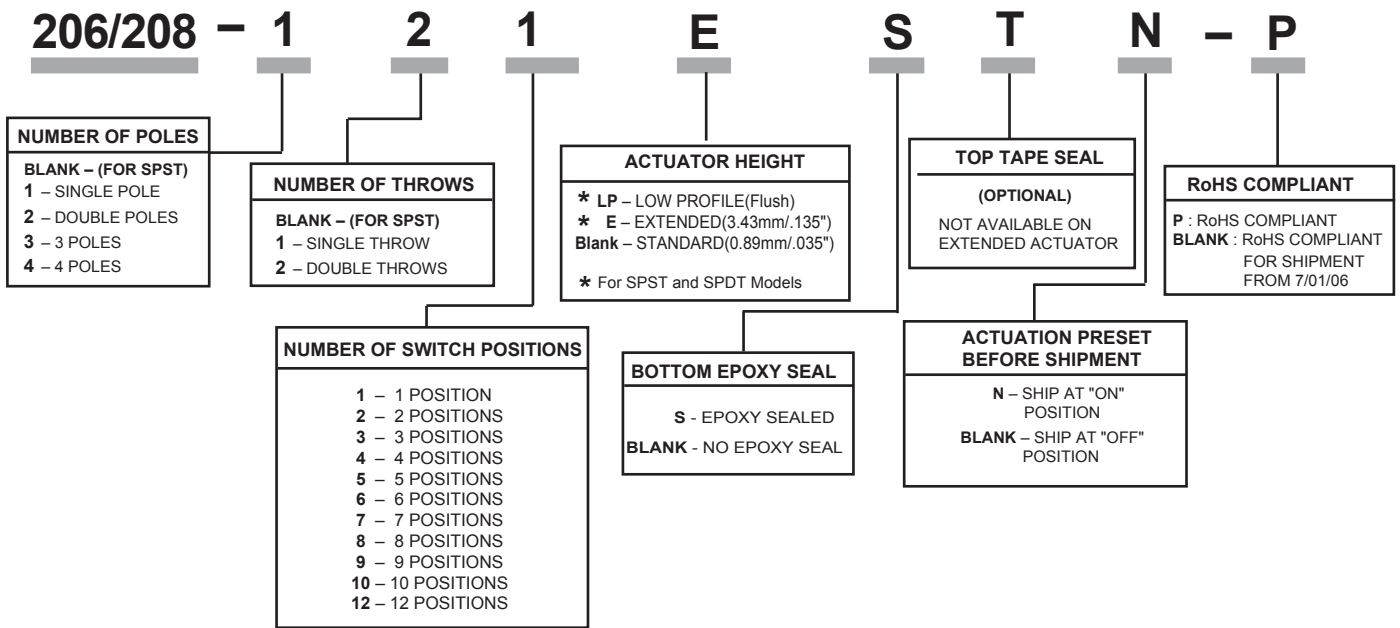 206/208 – 1 2 1 E S T N – P
NUMBER OF POLES
BLANK – (FOR SPST)
1 – SINGLE POLE
2 – DOUBLE POLES
3 – 3 POLES
4 – 4 POLES
NUMBER OF THROWS
BLANK – (FOR SPST)
1 – SINGLE THROW
2 – DOUBLE THROWS
NUMBER OF SWITCH POSITIONS
1 – 1 POSITION
2 – 2 POSITIONS
3 – 3 POSITIONS
4 – 4 POSITIONS
5 – 5 POSITIONS
6 – 6 POSITIONS
7 – 7 POSITIONS
8 – 8 POSITIONS
9 – 9 POSITIONS
10 – 10 POSITIONS
12 – 12 POSITIONS
ACTUATOR HEIGHT
* LP – LOW PROFILE(Flush)
* E – EXTENDED(3.43mm/.135")
Blank – STANDARD(0.89mm/.035")
* For SPST and SPDT Models
BOTTOM EPOXY SEAL
S - EPOXY SEALED
BLANK - NO EPOXY SEAL
TOP TAPE SEAL
(OPTIONAL)
NOT AVAILABLE ON
EXTENDED ACTUATOR
ACTUATION PRESET
BEFORE SHIPMENT
N – SHIP AT "ON"
POSITION
BLANK – SHIP AT "OFF"
POSITION
RoHS COMPLIANT
P : RoHS COMPLIANT
BLANK : RoHS COMPLIANT
FOR SHIPMENT
FROM 7/01/06